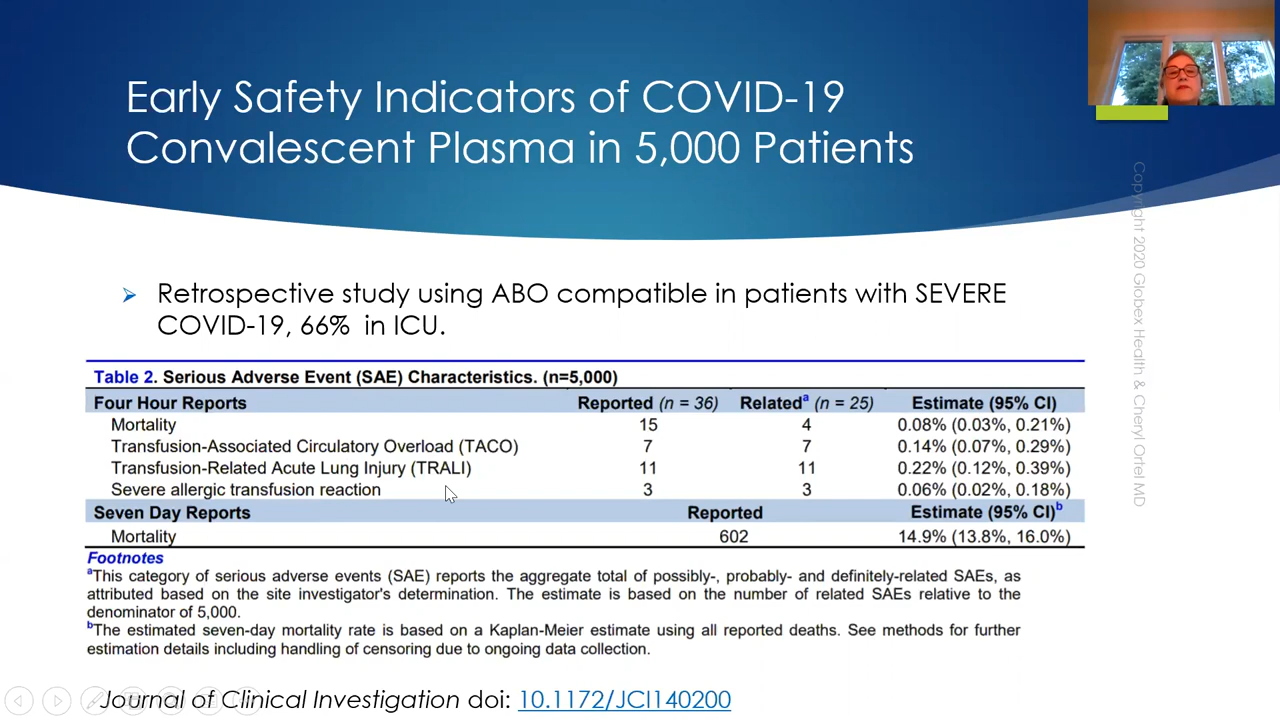 Early Safety Indicators of COVID-19
Convalescent Plasma in 5,000 Patients
Copyright 2020 Globex Health & Cheryl Ortel MD
Retrospective study using ABO compatible in patients with SEVERE
COVID-19, 66% in ICU.
Table 2. Serious Adverse Event (SAE) Characteristics. (n=5,000)
Four Hour Reports Reported (n = 36) Relatedᵃ (n = 25) Estimate (95% CI)
Mortality 15 4 0.08% (0.03%, 0.21%)
Transfusion-Associated Circulatory Overload (TACO) 7 7 0.14% (0.07%, 0.29%)
Transfusion-Related Acute Lung Injury (TRALI) 11 11 0.22% (0.12%, 0.39%)
Severe allergic transfusion reaction 3 3 0.06% (0.02%, 0.18%)
Seven Day Reports Reported Estimate (95% CI)ᵇ
Mortality 602 14.9% (13.8%, 16.0%)
Footnotes
ᵃThis category of serious adverse events (SAE) reports the aggregate total of possibly-, probably- and definitely-related SAEs, as
attributed based on the site investigator's determination. The estimate is based on the number of related SAEs relative to the
denominator of 5,000.
ᵇThe estimated seven-day mortality rate is based on a Kaplan-Meier estimate using all reported deaths. See methods for further
estimation details including handling of censoring due to ongoing data collection.
Journal of Clinical Investigation doi: 10.1172/JCI140200